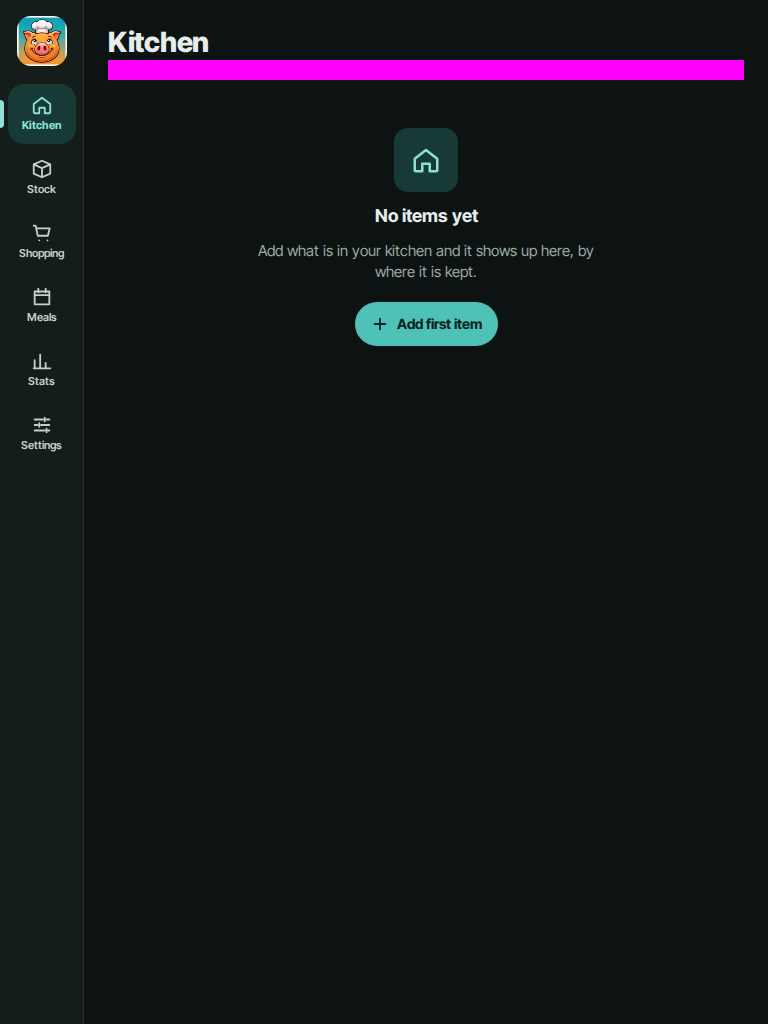 Kitchen
Kitchen
Stock
Shopping
Meals
Stats
Settings
No items yet
Add what is in your kitchen and it shows up here, by
where it is kept.
Add first item